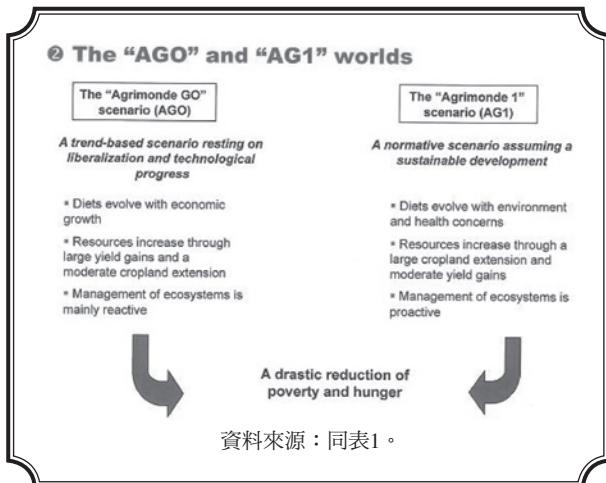 ❷ The “AGO” and “AG1” worlds
The “Agrimonde GO”
scenario (AGO)
A trend-based scenario resting on
liberalization and technological
progress
▪ Diets evolve with economic
growth
▪ Resources increase through
large yield gains and a
moderate cropland extension
▪ Management of ecosystems is
mainly reactive
The “Agrimonde 1”
scenario (AG1)
A normative scenario assuming a
sustainable development
▪ Diets evolve with environment
and health concerns
▪ Resources increase through a
large cropland extension and
moderate yield gains
▪ Management of ecosystems is
proactive
A drastic reduction of
poverty and hunger
資料來源：同表1。